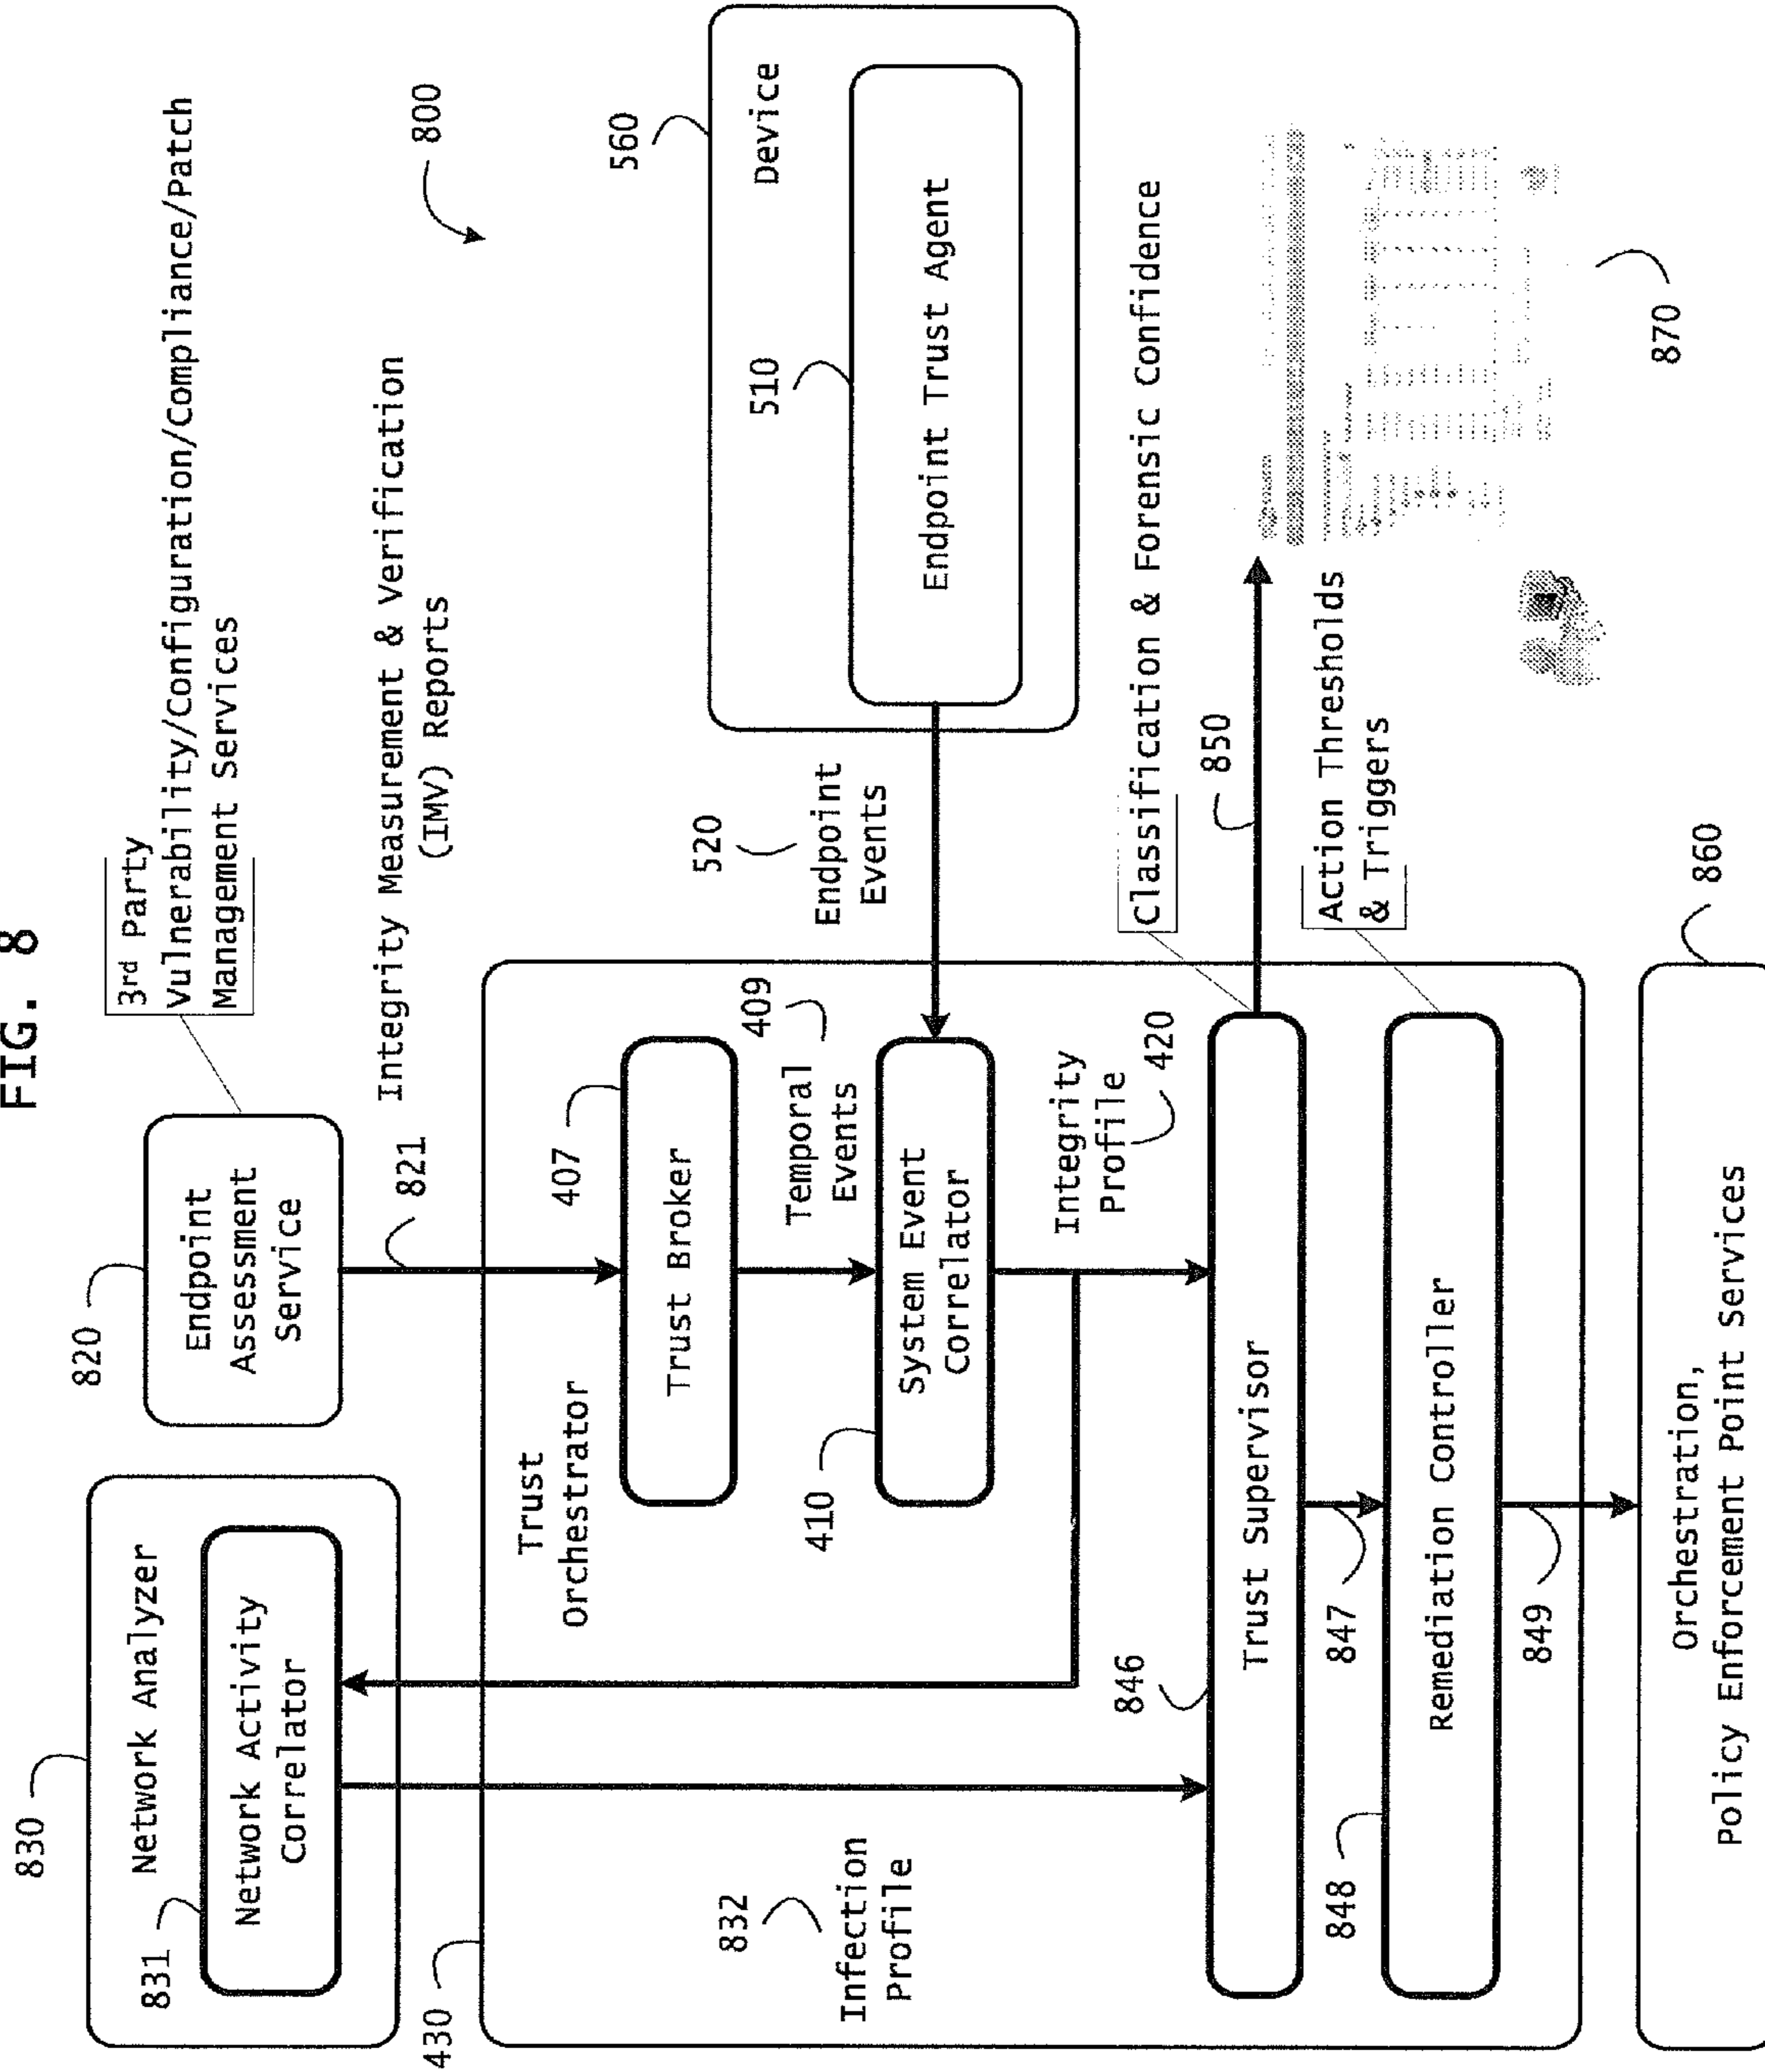 FIG. 8
830
Network Analyzer
831
Network Activity
Correlator
820
Endpoint
Assessment
Service
3rd Party
Vulnerability/Configuration/Compliance/Patch
Management Services
821
Integrity Measurement & Verification
(IMV) Reports
800
430
Trust
Orchestrator
407
Trust Broker
Temporal
Events
409
410
System Event
Correlator
832
Infection
Profile
Integrity
Profile
420
520
Endpoint
Events
560
Device
510
Endpoint Trust Agent
846
Trust Supervisor
Classification & Forensic Confidence
850
847
848
Remediation Controller
Action Thresholds
& Triggers
849
870
860
Orchestration,
Policy Enforcement Point Services